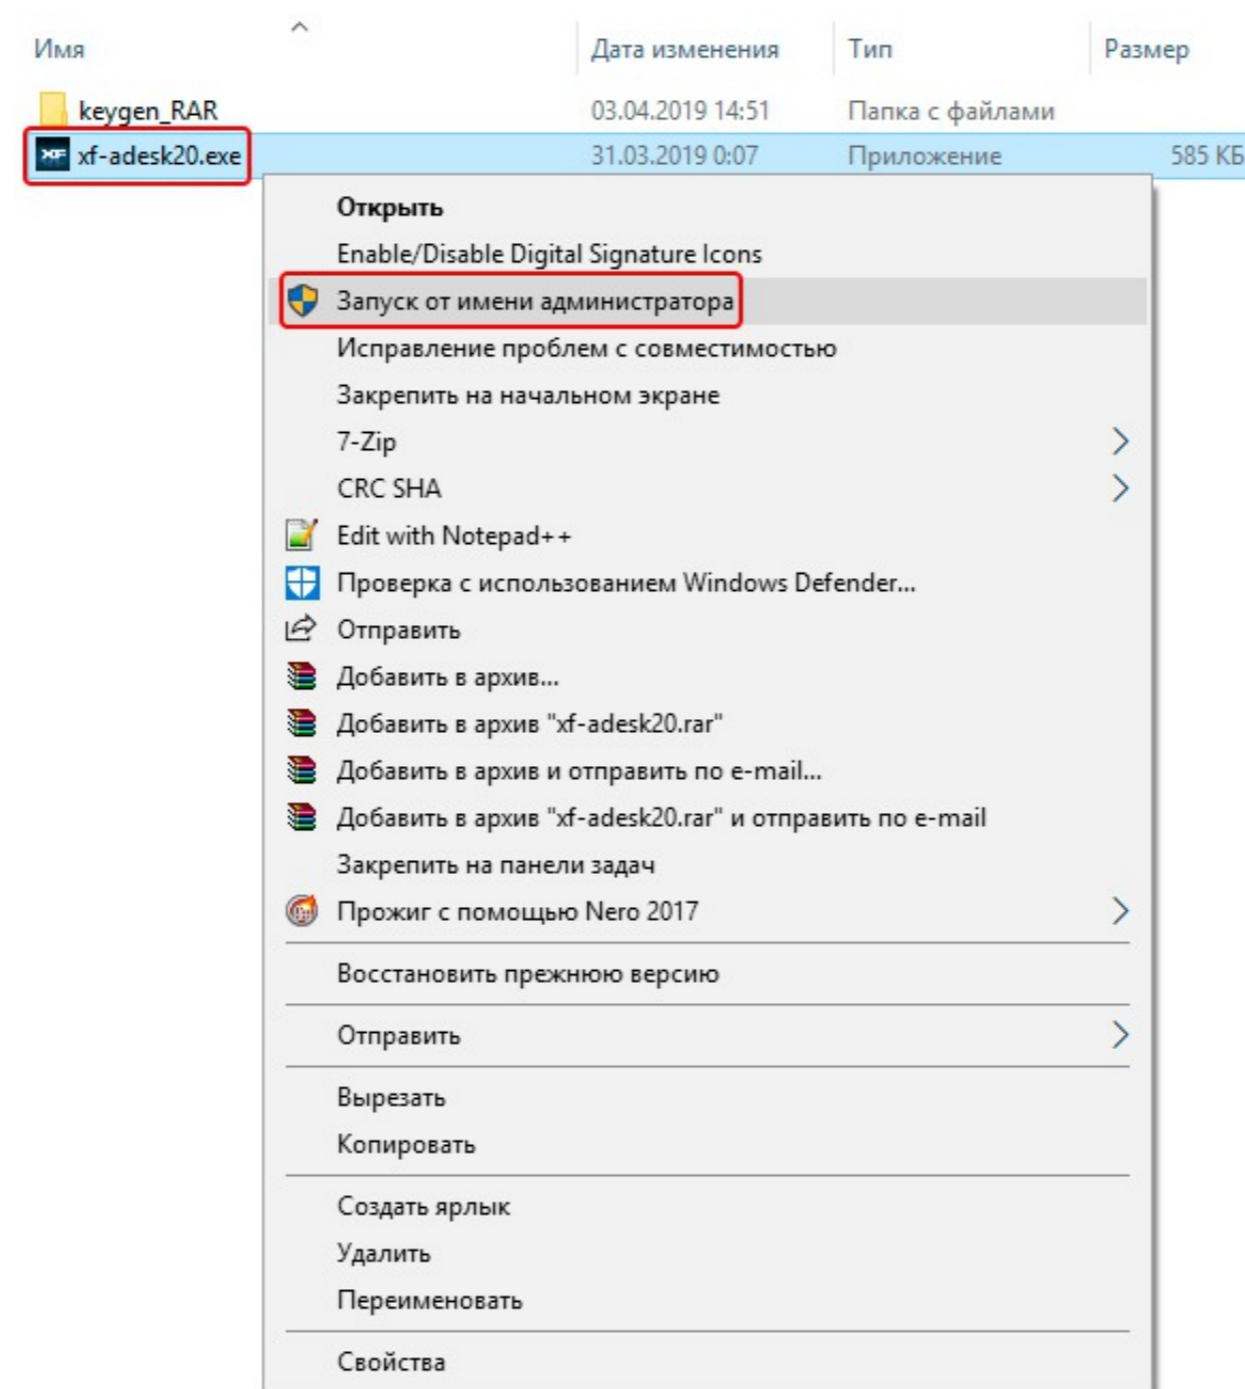 Имя Дата изменения Тип Размер
keygen_RAR 03.04.2019 14:51 Папка с файлами
XF xf-adesk20.exe 31.03.2019 0:07 Приложение 585 КБ
Открыть
Enable/Disable Digital Signature Icons
Запуск от имени администратора
Исправление проблем с совместимостью
Закрепить на начальном экране
7-Zip
CRC SHA
Edit with Notepad++
Проверка с использованием Windows Defender...
Отправить
Добавить в архив...
Добавить в архив "xf-adesk20.rar"
Добавить в архив и отправить по e-mail...
Добавить в архив "xf-adesk20.rar" и отправить по e-mail
Закрепить на панели задач
Прожиг с помощью Nero 2017
Восстановить прежнюю версию
Отправить
Вырезать
Копировать
Создать ярлык
Удалить
Переименовать
Свойства